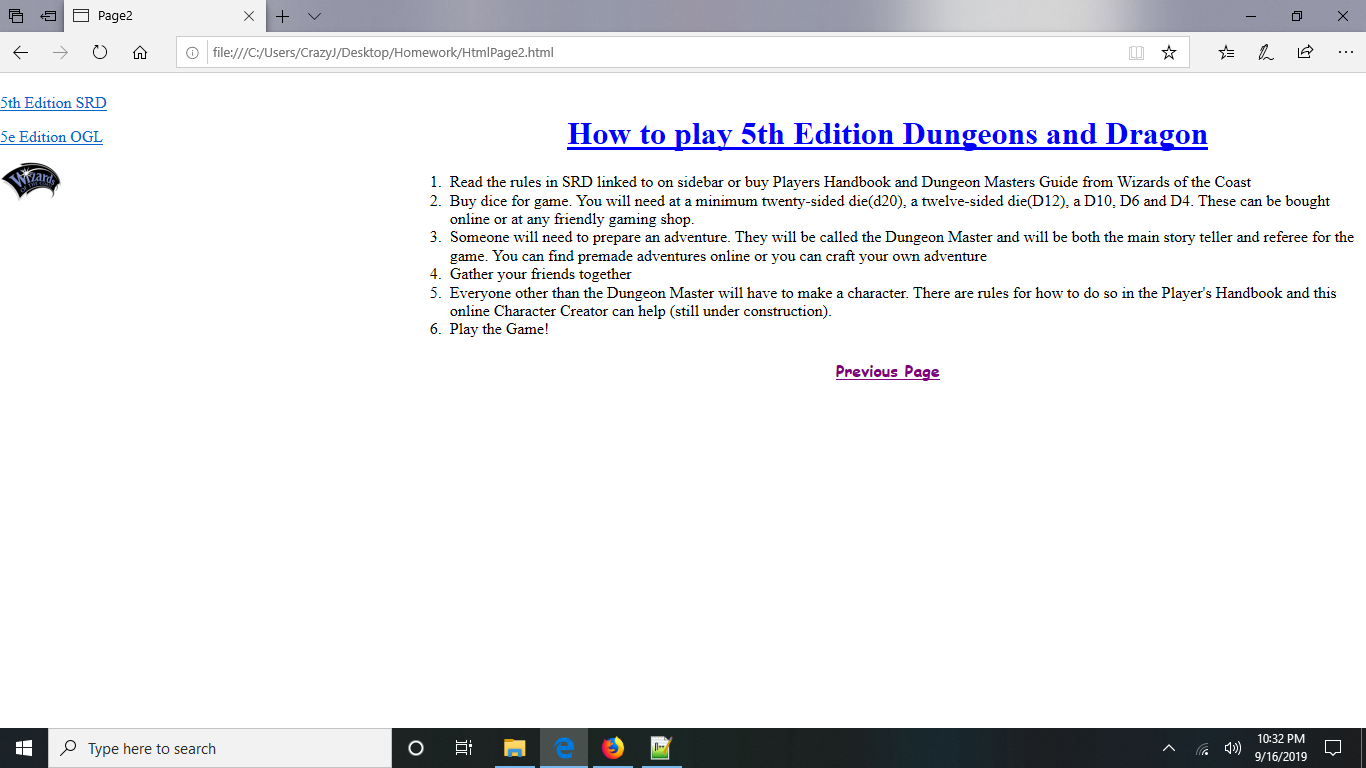 Page2
file:///C:/Users/CrazyJ/Desktop/Homework/HtmlPage2.html
5th Edition SRD
5e Edition OGL
Wizards
OF THE COAST
How to play 5th Edition Dungeons and Dragon
1. Read the rules in SRD linked to on sidebar or buy Players Handbook and Dungeon Masters Guide from Wizards of the Coast
2. Buy dice for game. You will need at a minimum twenty-sided die(d20), a twelve-sided die(D12), a D10, D6 and D4. These can be bought
online or at any friendly gaming shop.
3. Someone will need to prepare an adventure. They will be called the Dungeon Master and will be both the main story teller and referee for the
game. You can find premade adventures online or you can craft your own adventure
4. Gather your friends together
5. Everyone other than the Dungeon Master will have to make a character. There are rules for how to do so in the Player's Handbook and this
online Character Creator can help (still under construction).
6. Play the Game!
Previous Page
Type here to search
10:32 PM
9/16/2019